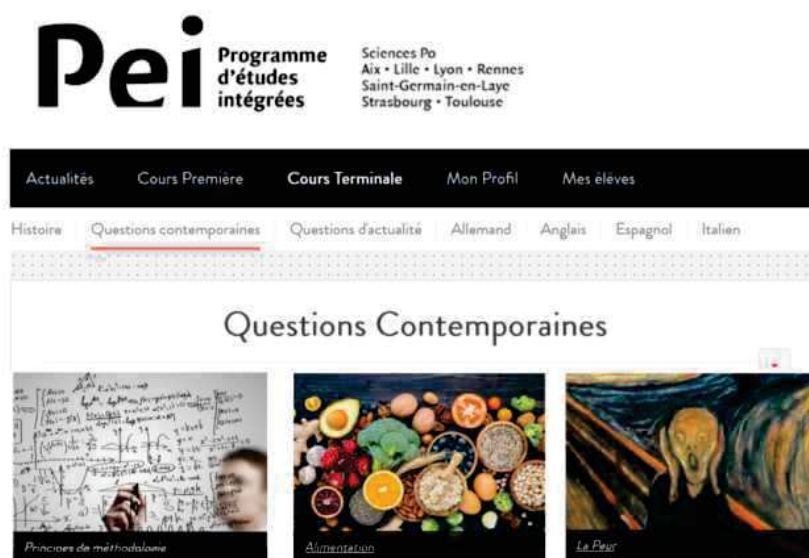 Pei
Programme
d'études
intégrées
Sciences Po
Aix • Lille • Lyon • Rennes
Saint-Germain-en-Laye
Strasbourg • Toulouse
Actualités Cours Première Cours Terminale Mon Profil Mes élèves
Histoire Questions contemporaines Questions d'actualité Allemand Anglais Espagnol Italien
Questions Contemporaines
Principes de méthodologie Alimentation La Peur